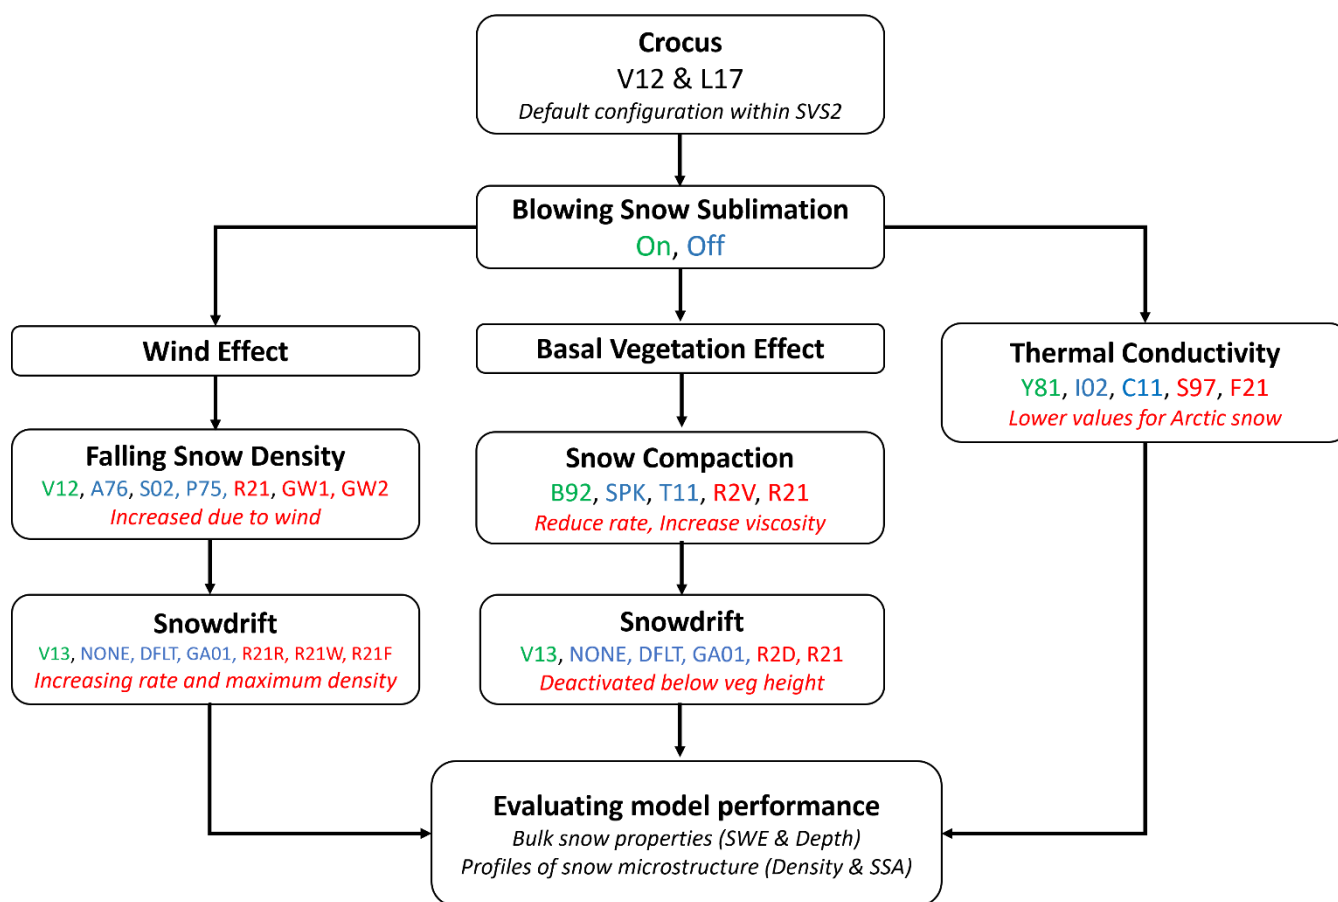 Crocus
V12 & L17
Default configuration within SVS2
Blowing Snow Sublimation
On, Off
Wind Effect
Basal Vegetation Effect
Thermal Conductivity
Y81, I02, C11, S97, F21
Lower values for Arctic snow
Falling Snow Density
V12, A76, S02, P75, R21, GW1, GW2
Increased due to wind
Snow Compaction
B92, SPK, T11, R2V, R21
Reduce rate, Increase viscosity
Snowdrift
V13, NONE, DFLT, GA01, R21R, R21W, R21F
Increasing rate and maximum density
Snowdrift
V13, NONE, DFLT, GA01, R2D, R21
Deactivated below veg height
Evaluating model performance
Bulk snow properties (SWE & Depth)
Profiles of snow microstructure (Density & SSA)